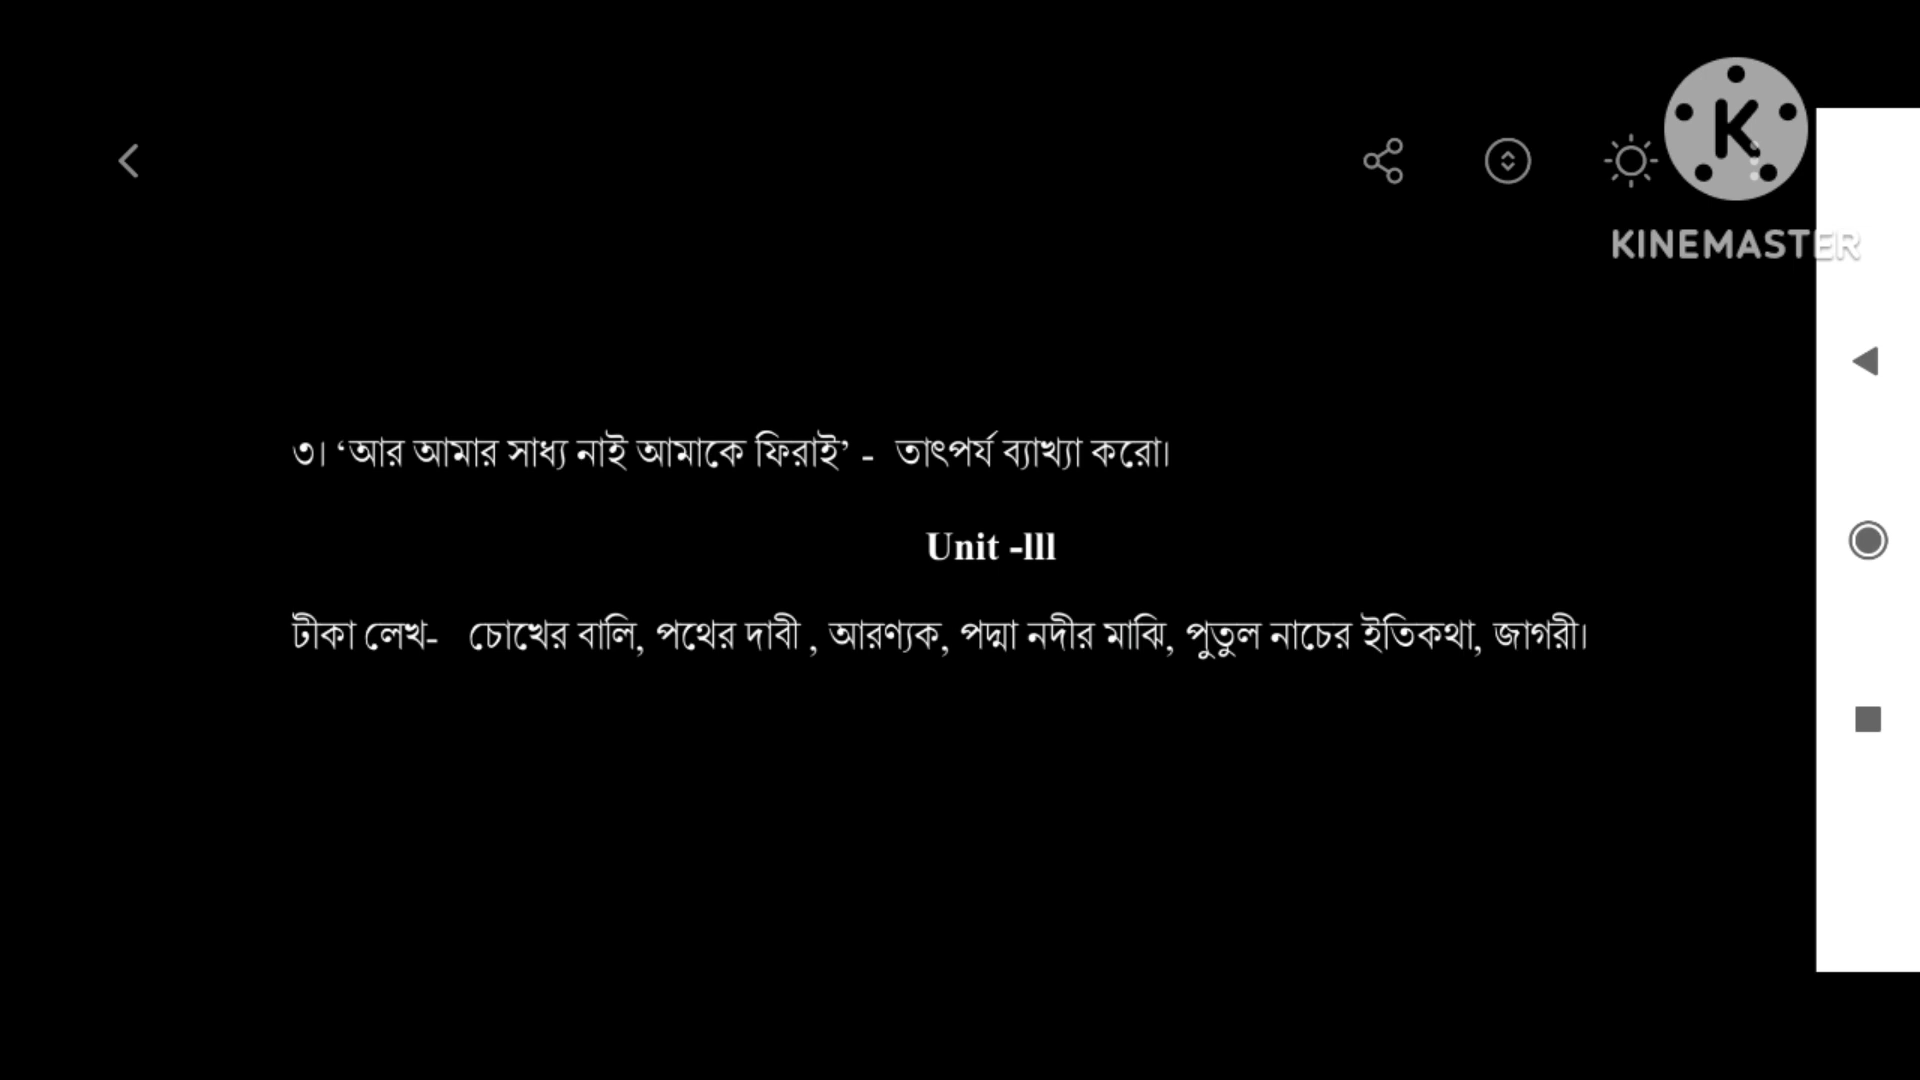 KINEMASTER
৩। ‘আর আমার সাধ্য নাই আমাকে ফিরাই’ - তাৎপর্য ব্যাখ্যা করো।
Unit -lll
টীকা লেখ- চোখের বালি, পথের দাবী , আরণ্যক, পদ্মা নদীর মাঝি, পুতুল নাচের ইতিকথা, জাগরী।